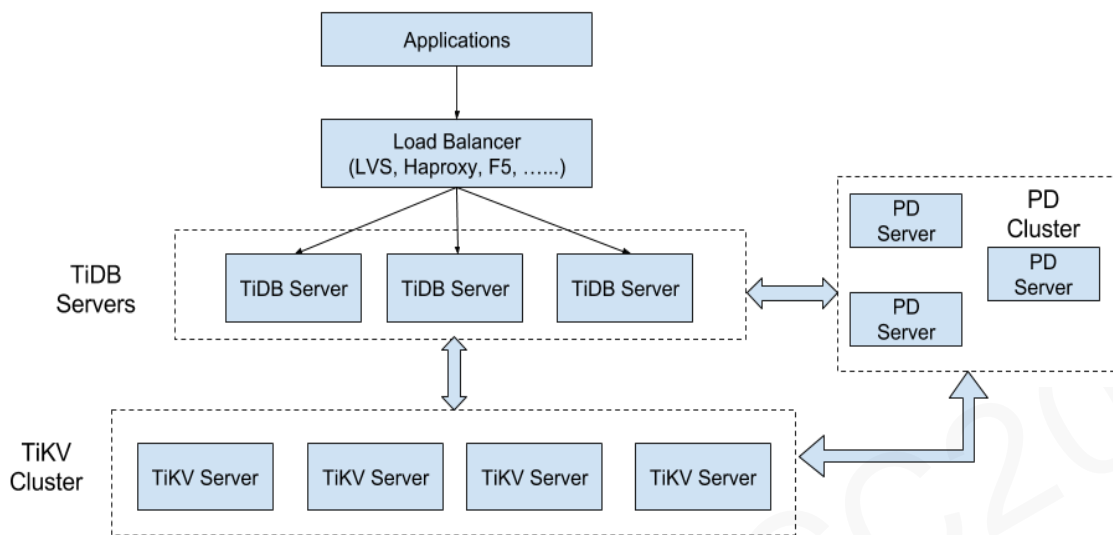 Applications
Load Balancer
(LVS, Haproxy, F5, …...)
TiDB
Servers
TiDB Server
TiDB Server
TiDB Server
PD
Server
PD
Cluster
PD
Server
PD
Server
TiKV
Cluster
TiKV Server
TiKV Server
TiKV Server
TiKV Server